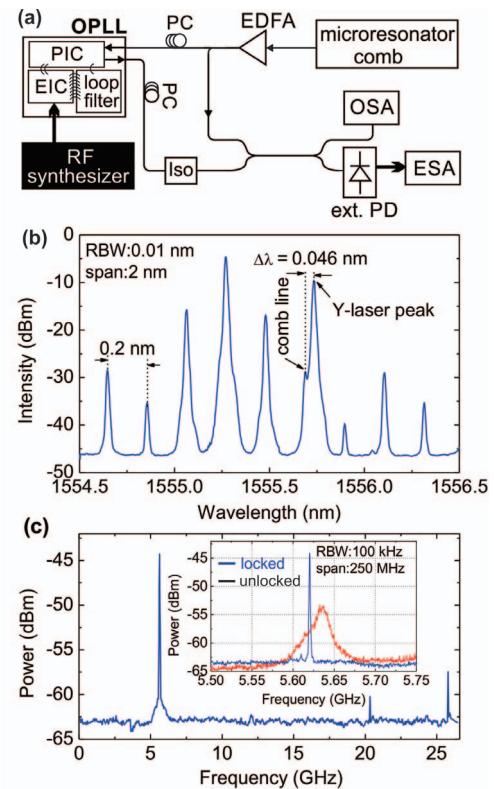 (a)
OPLL
PC
EDFA
microresonator
comb
PIC
EIC
loop
filter
PC
OSA
RF
synthesizer
Iso
ESA
ext. PD
(b)
0
-10
-20
-30
-40
-50
Intensity (dBm)
RBW:0.01 nm
span:2 nm
Δλ = 0.046 nm
0.2 nm
comb line
Y-laser peak
1554.5
1555.0
1555.5
1556.0
1556.5
Wavelength (nm)
(c)
-45
-50
-55
-60
-65
Power (dBm)
-45
-50
-55
-60
-65
Power (dBm)
locked
unlocked
RBW:100 kHz
span:250 MHz
5.50
5.55
5.60
5.65
5.70
5.75
Frequency (GHz)
0
5
10
15
20
25
Frequency (GHz)